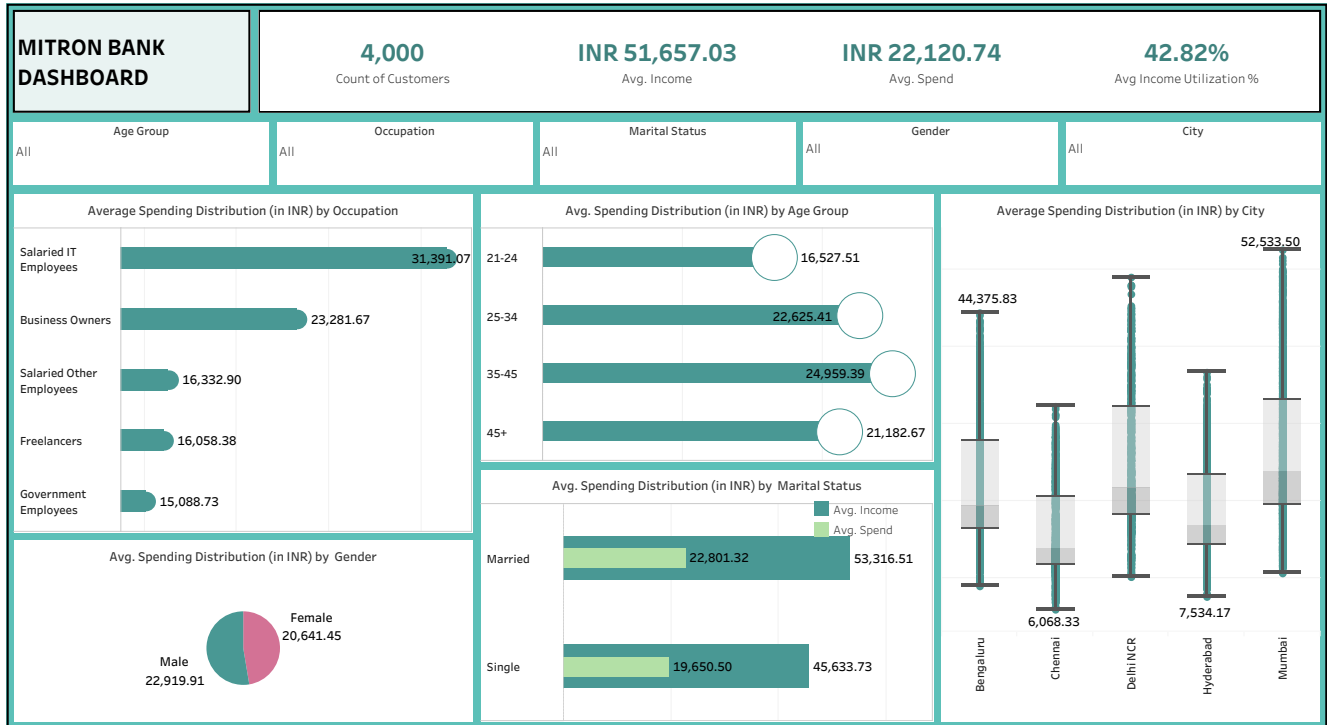 MITRON BANK
DASHBOARD
4,000
Count of Customers
INR 51,657.03
Avg. Income
INR 22,120.74
Avg. Spend
42.82%
Avg Income Utilization %
Age Group
All
Occupation
All
Marital Status
All
Gender
All
City
All
Average Spending Distribution (in INR) by Occupation
Salaried IT
Employees
31,391.07
Business Owners
23,281.67
Salaried Other
Employees
16,332.90
Freelancers
16,058.38
Government
Employees
15,088.73
Avg. Spending Distribution (in INR) by Gender
Female
20,641.45
Male
22,919.91
Avg. Spending Distribution (in INR) by Age Group
21-24
16,527.51
25-34
22,625.41
35-45
24,959.39
45+
21,182.67
Avg. Spending Distribution (in INR) by Marital Status
Avg. Income
Avg. Spend
Married
22,801.32
53,316.51
Single
19,650.50
45,633.73
Average Spending Distribution (in INR) by City
52,533.50
44,375.83
6,068.33
7,534.17
Bengaluru
Chennai
Delhi NCR
Hyderabad
Mumbai